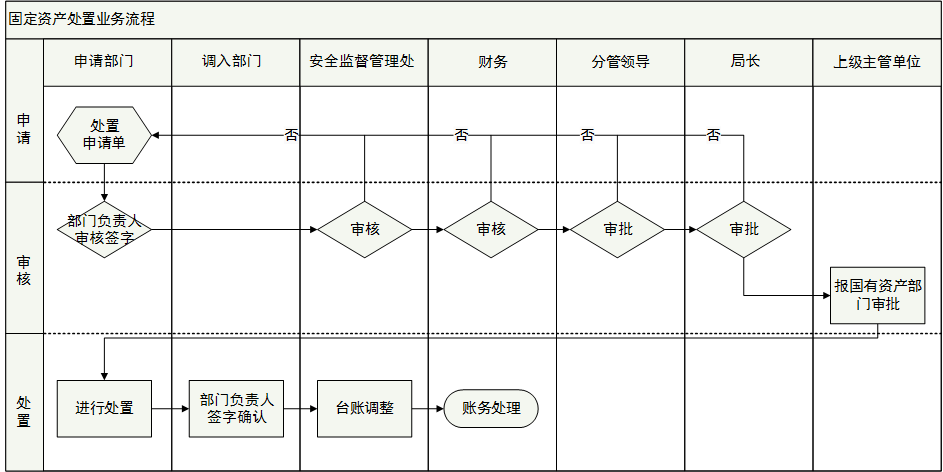 固定资产处置业务流程
申请部门
调入部门
安全监督管理处
财务
分管领导
局长
上级主管单位
申
请
处置
申请单
否
否
否
否
审
核
部门负责人
审核签字
审核
审核
审批
审批
报国有资产部
门审批
处
置
进行处置
部门负责人
签字确认
台账调整
账务处理